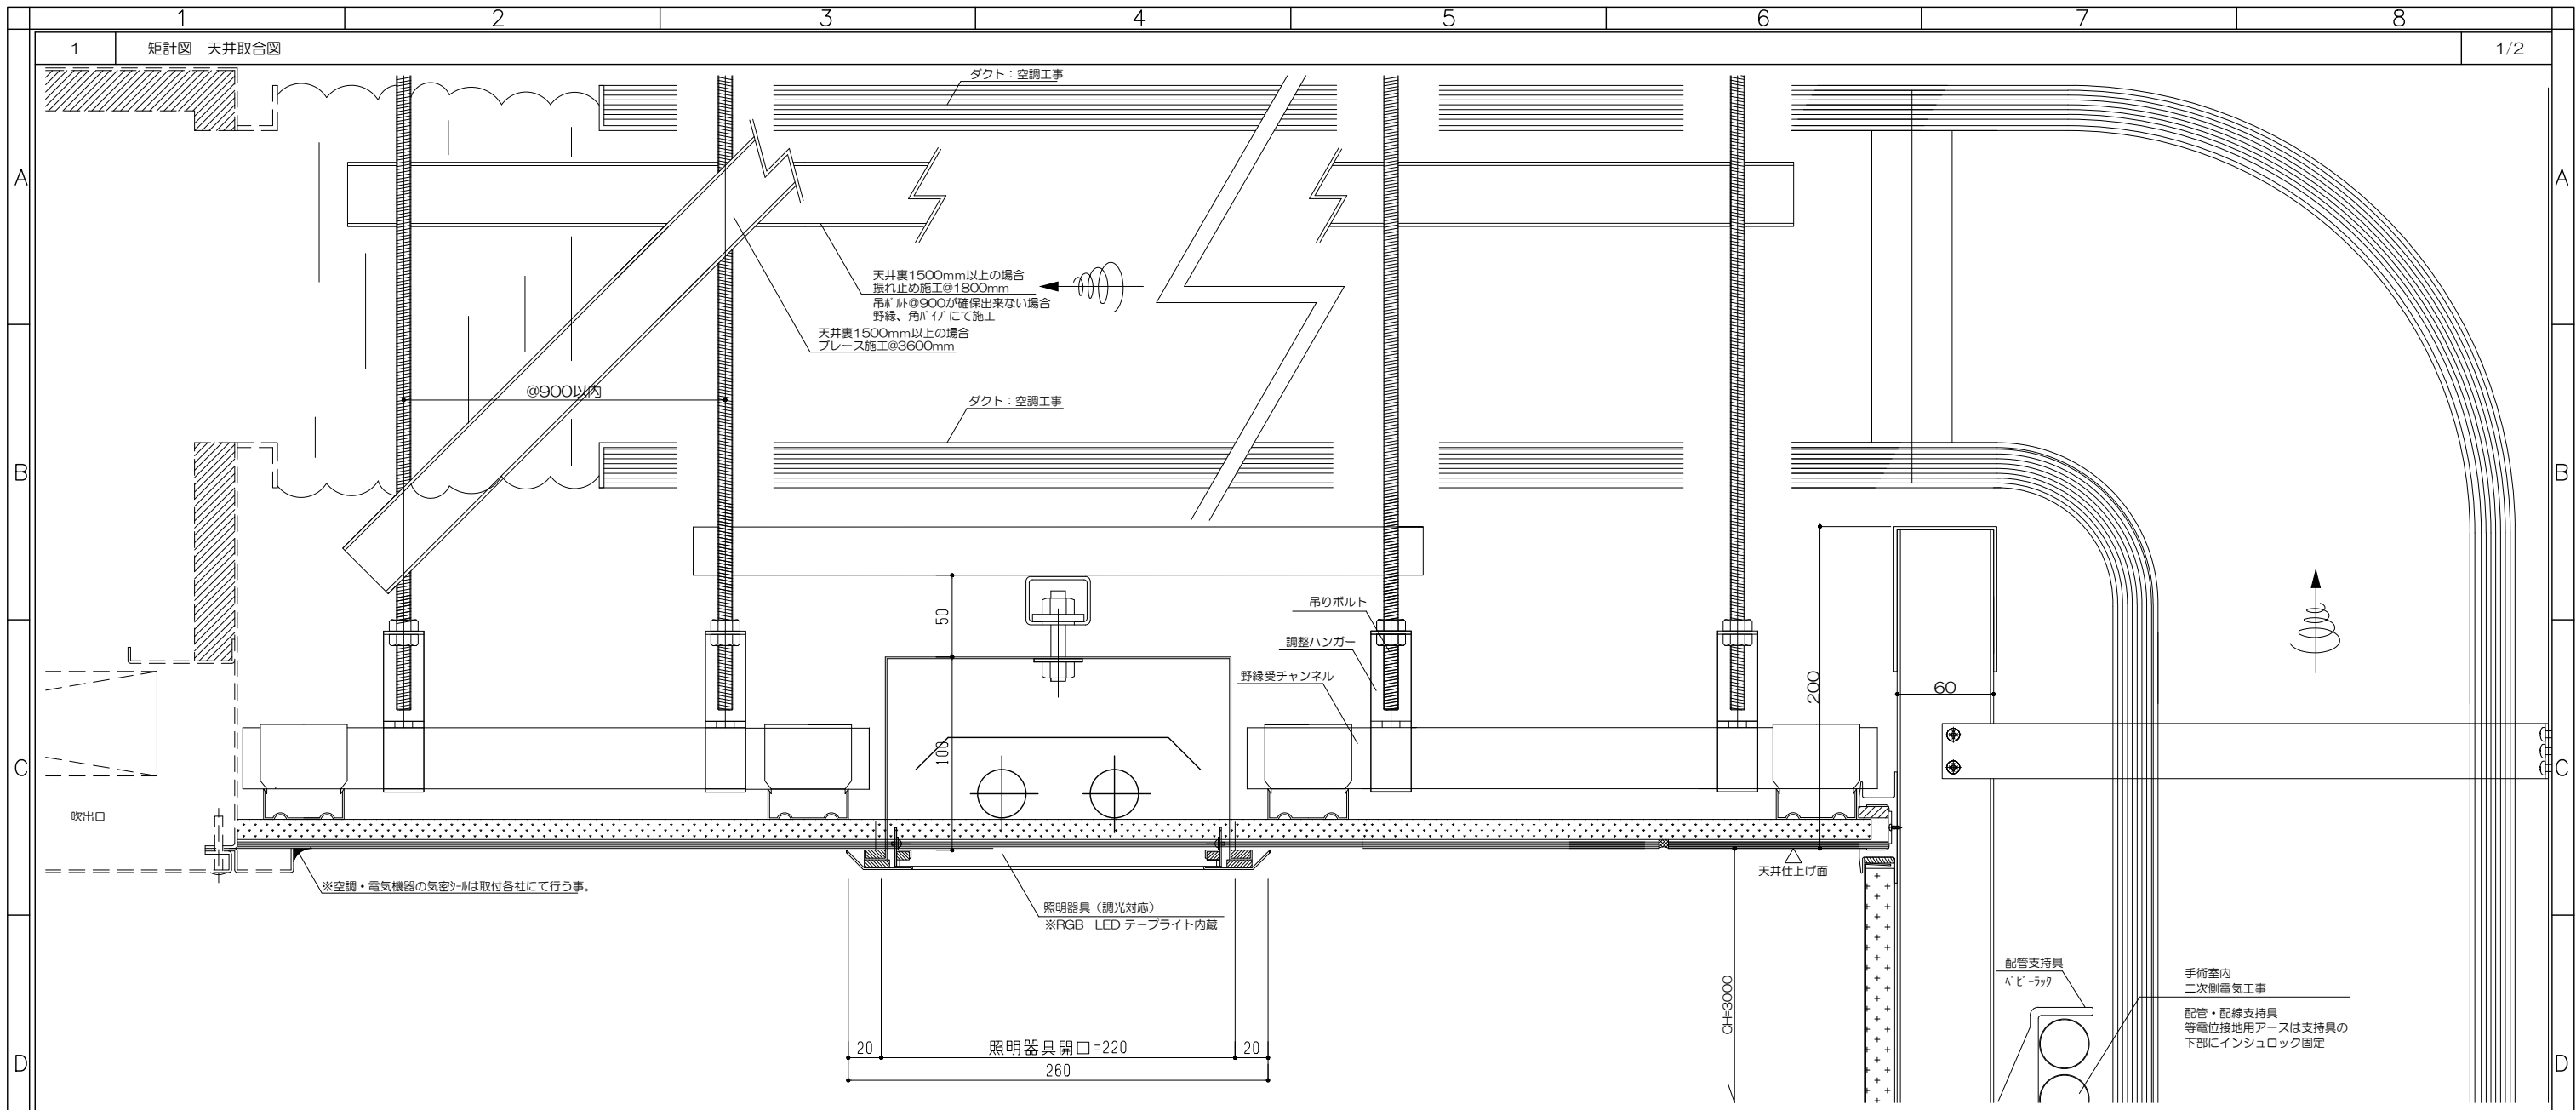 1 2 3 4 5 6 7 8
1 矩計図 天井取合図 1/2
ダクト：空調工事
A A
天井裏1500mm以上の場合
振れ止め施工@1800mm
吊ﾎﾞﾙﾄ@900が確保出来ない場合
野縁、角ﾊﾟｲﾌﾟにて施工
天井裏1500mm以上の場合
ブレース施工@3600mm
@900以内
ダクト：空調工事
B B
50
吊りボルト
調整ハンガー
野縁受チャンネル
200
60
100
C C
吹出口
天井仕上げ面
※空調・電気機器の気密ｼｰﾙは取付各社にて行う事。
照明器具（調光対応）
※RGB LED テープライト内蔵
配管支持具
ﾍﾞﾋﾞｰﾗｯｸ
手術室内
二次側電気工事
配管・配線支持具
等電位接地用アースは支持具の
下部にインシュロック固定
CH=3000
20 照明器具開口=220 20
260
D D